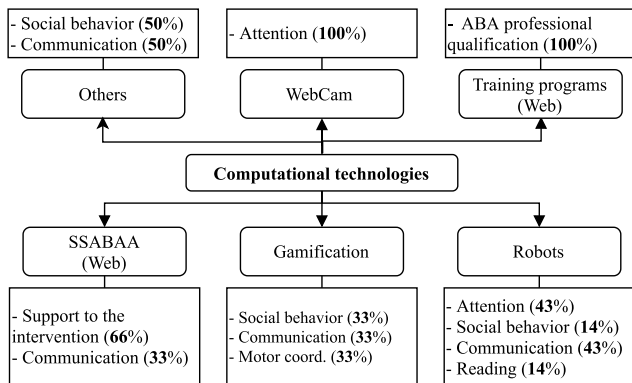 - Social behavior (50%)
- Communication (50%)
- Attention (100%)
- ABA professional
qualification (100%)
Others
WebCam
Training programs
(Web)
Computational technologies
SSABAA
(Web)
Gamification
Robots
- Support to the
intervention (66%)
- Communication (33%)
- Social behavior (33%)
- Communication (33%)
- Motor coord. (33%)
- Attention (43%)
- Social behavior (14%)
- Communication (43%)
- Reading (14%)